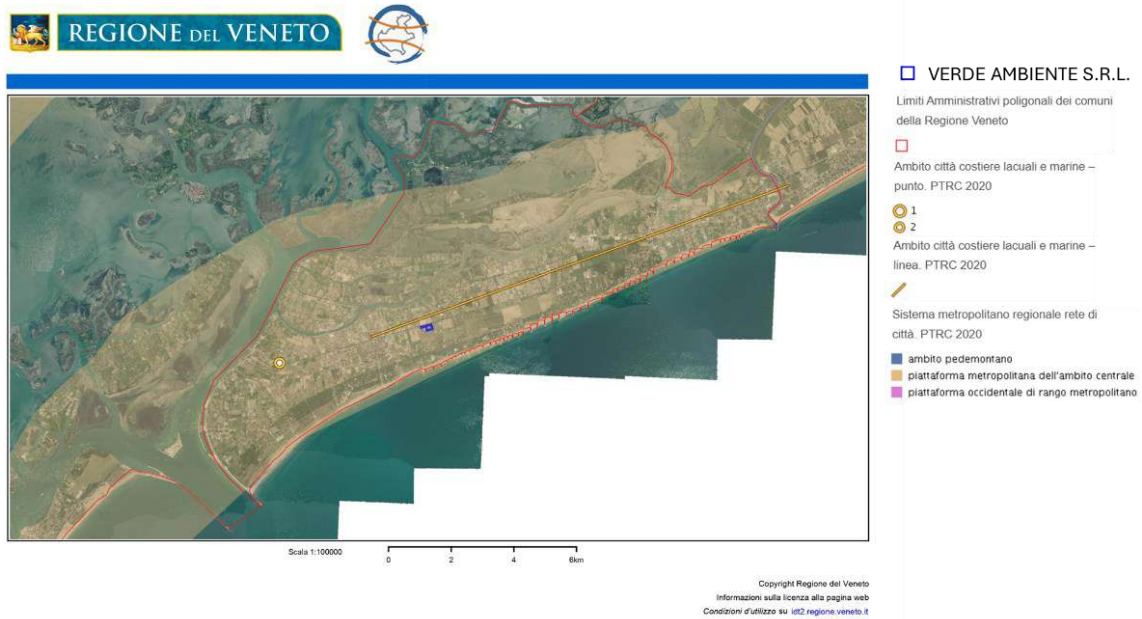 REGIONE DEL VENETO
VERDE AMBIENTE S.R.L.
Limiti Amministrativi poligonali dei comuni
della Regione Veneto
Ambito città costiere lacuali e marine –
punto. PTRC 2020
1
2
Ambito città costiere lacuali e marine –
linea. PTRC 2020
Sistema metropolitano regionale rete di
città. PTRC 2020
ambito pedemontano
piattaforma metropolitana dell'ambito centrale
piattaforma occidentale di rango metropolitano
Scala 1:100000
0 2 4 6km
Copyright Regione del Veneto
Informazioni sulla licenza alla pagina web
Condizioni d'utilizzo su idt2.regione.veneto.it